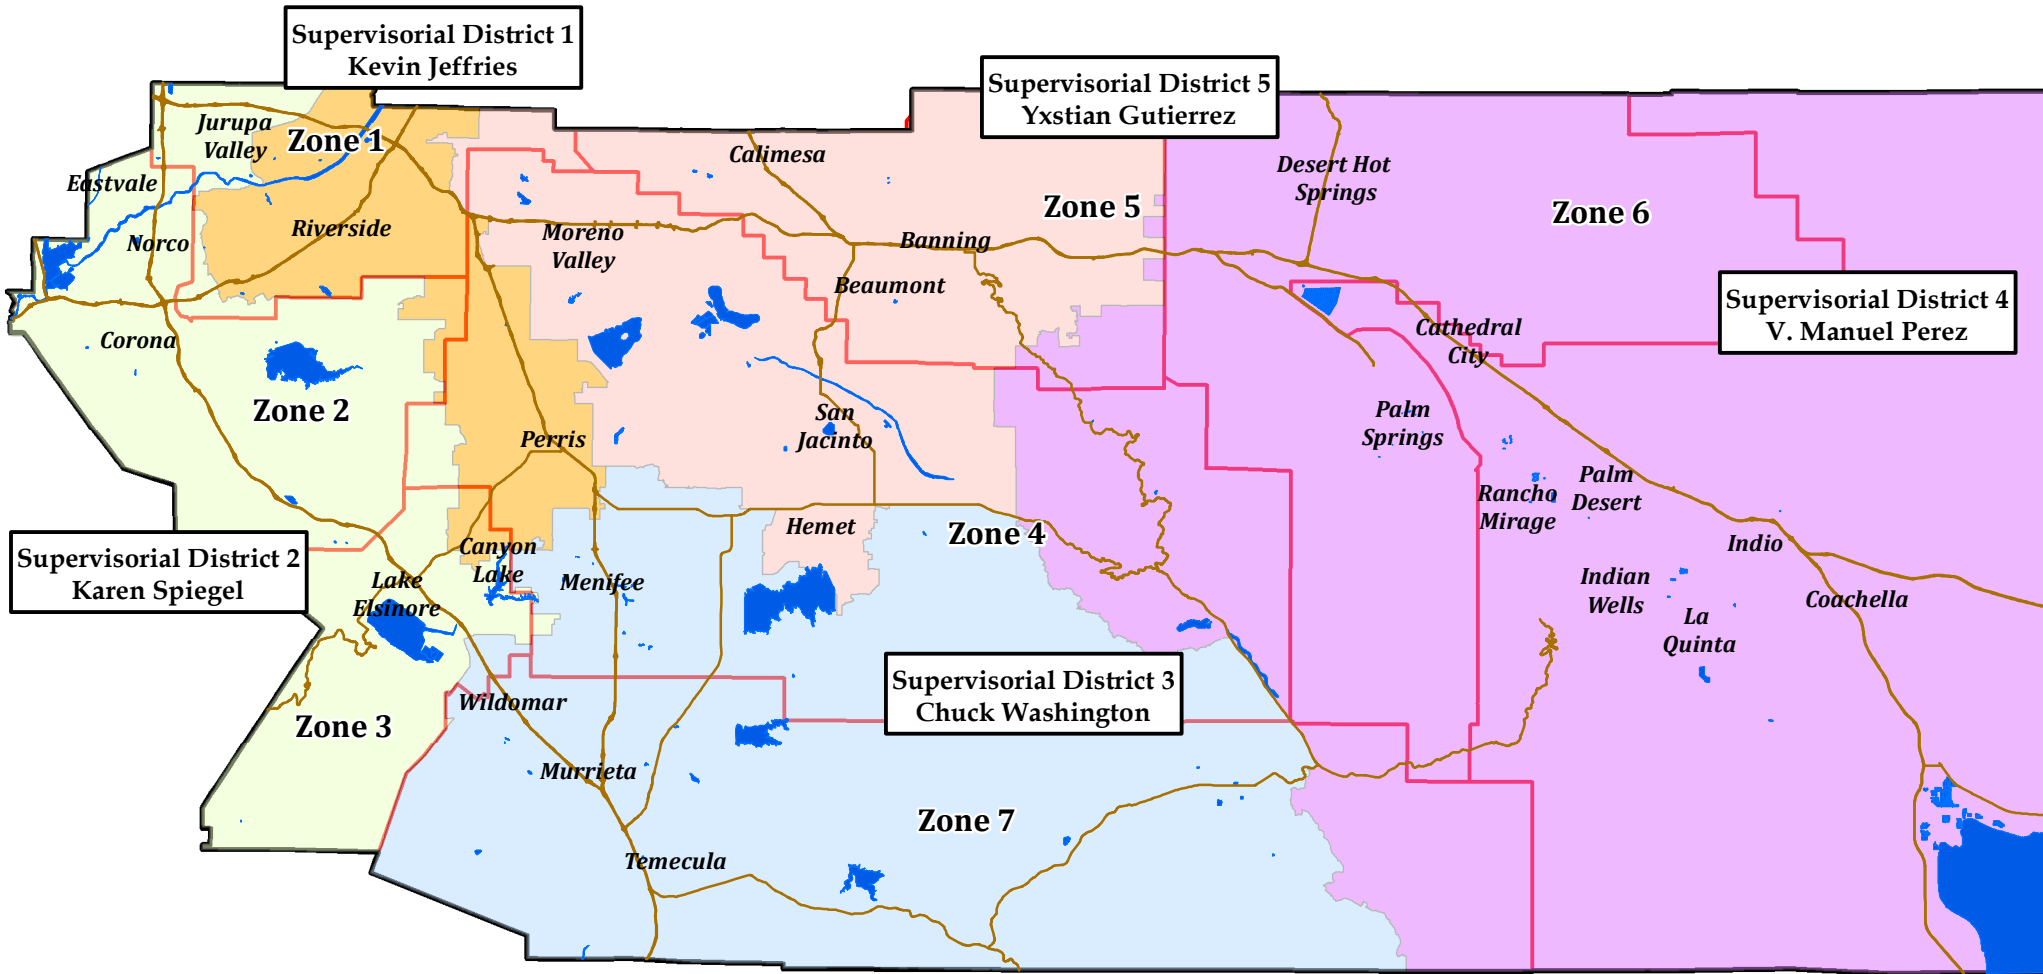 Supervisorial District 1
Kevin Jeffries
Supervisorial District 5
Yxstian Gutierrez
Jurupa
Valley
Zone 1
Calimesa
Desert Hot
Springs
Eastvale
Zone 5
Zone 6
Norco
Riverside
Moreno
Valley
Banning
Beaumont
Supervisorial District 4
V. Manuel Perez
Corona
Cathedral
City
Zone 2
Perris
San
Jacinto
Palm
Springs
Rancho
Mirage
Palm
Desert
Hemet
Zone 4
Indio
Supervisorial District 2
Karen Spiegel
Canyon
Lake
Lake
Elsinore
Menifee
Indian
Wells
Coachella
La
Quinta
Supervisorial District 3
Chuck Washington
Wildomar
Zone 3
Murrieta
Zone 7
Temecula